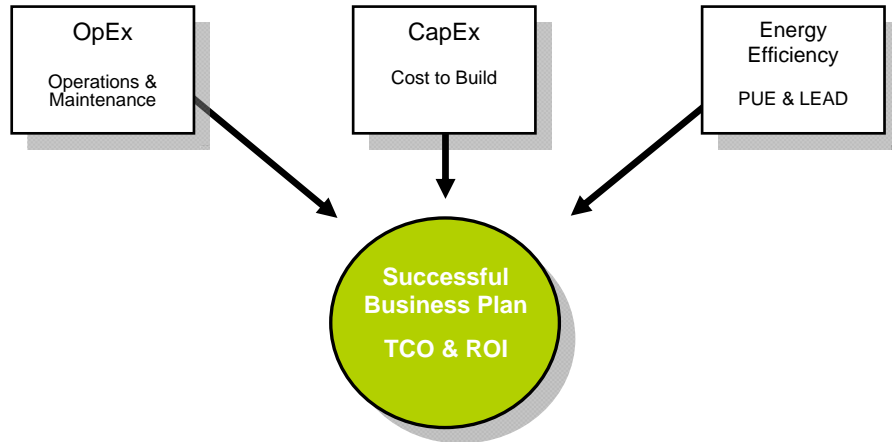 OpEx
Operations &
Maintenance
CapEx
Cost to Build
Energy
Efficiency
PUE & LEAD
Successful
Business Plan
TCO & ROI